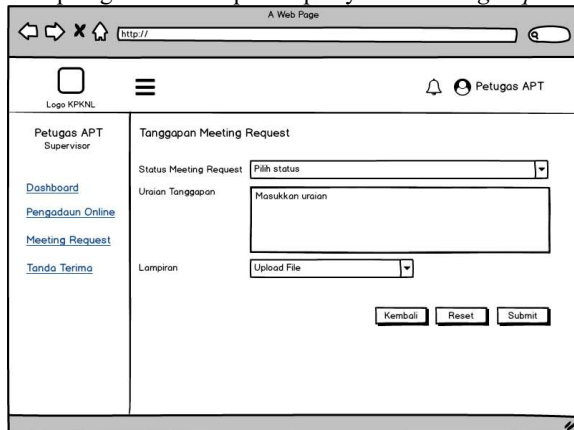 A Web Page
http://
Logo KPKNL
Petugas APT
Petugas APT
Supervisor
Dashboard
Pengadaun Online
Meeting Request
Tanda Terima
Tanggapan Meeting Request
Status Meeting Request
Pilih status
Uraian Tanggapan
Masukkan uraian
Lampiran
Upload File
Kembali
Reset
Submit